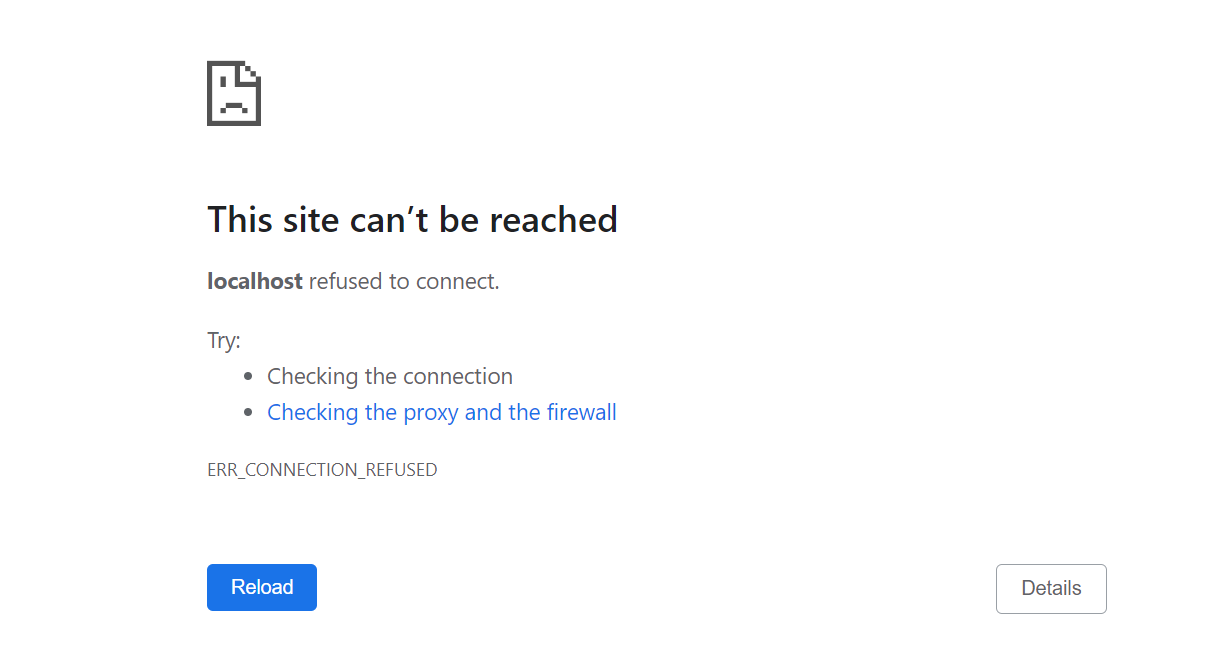 This site can’t be reached
localhost refused to connect.
Try:
• Checking the connection
• Checking the proxy and the firewall
ERR_CONNECTION_REFUSED
Reload
Details